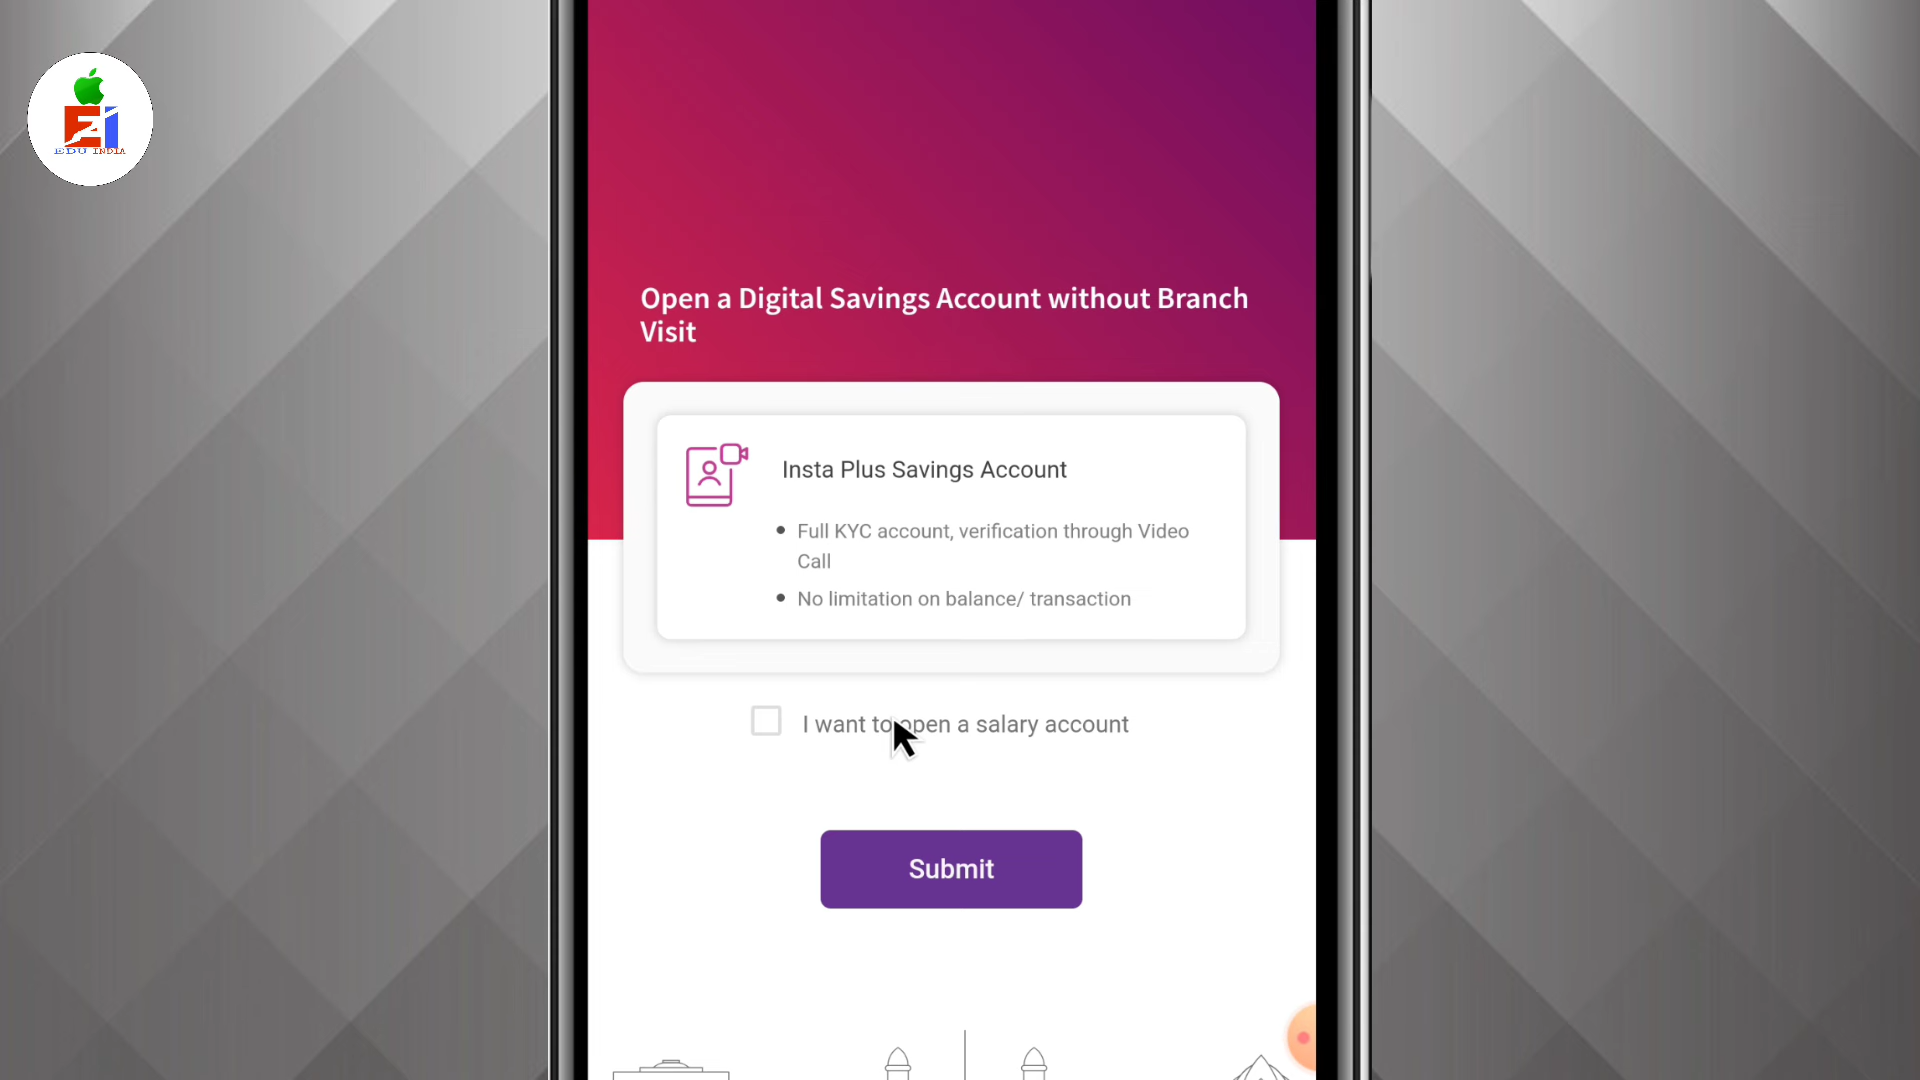 EDU INDIA
Open a Digital Savings Account without Branch
Visit
Insta Plus Savings Account
Full KYC account, verification through Video
Call
No limitation on balance/ transaction
I want to open a salary account
Submit